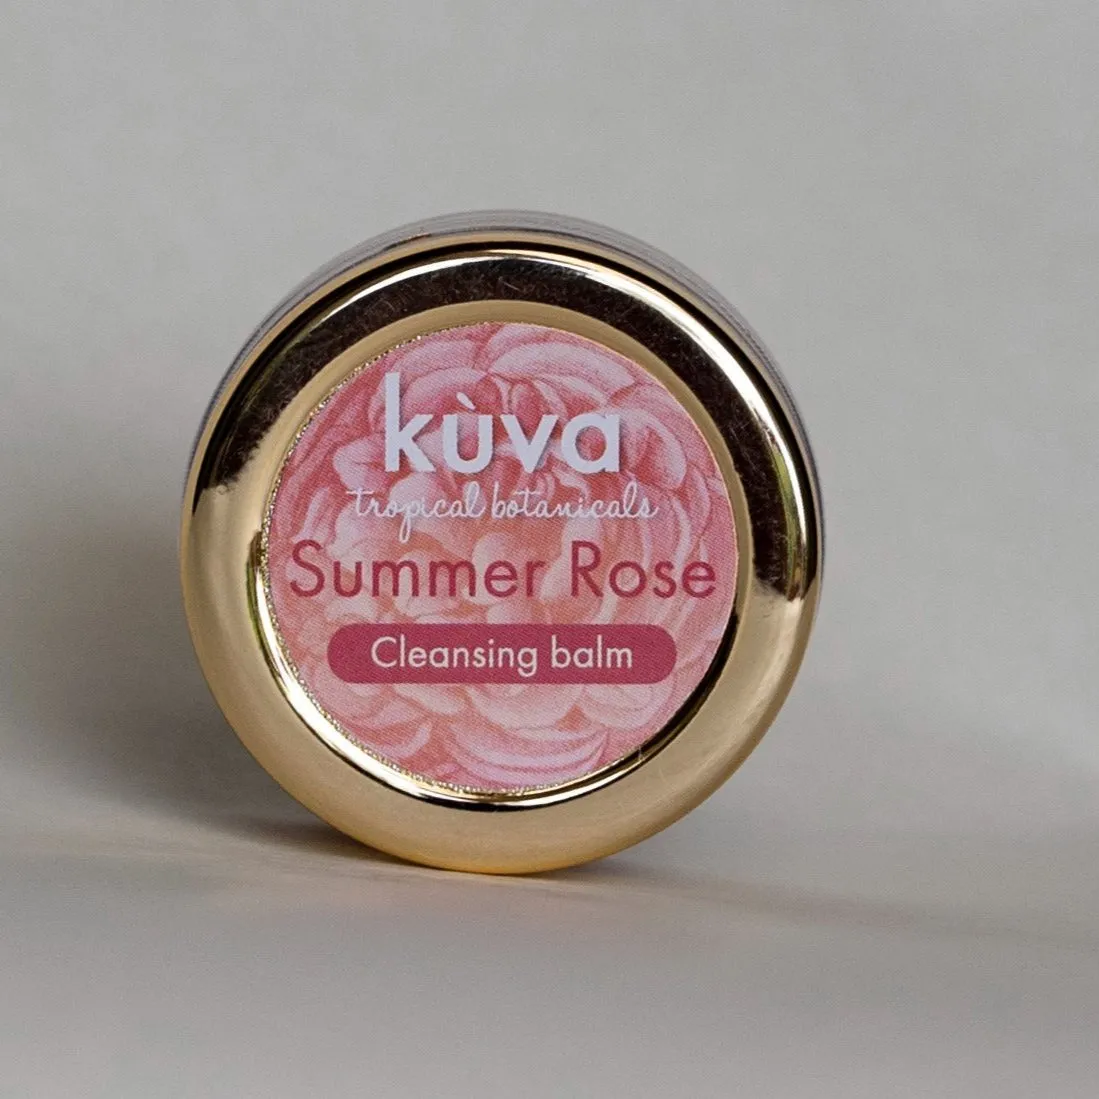 kùva
tropical botanicals
Summer Rose
Cleansing balm